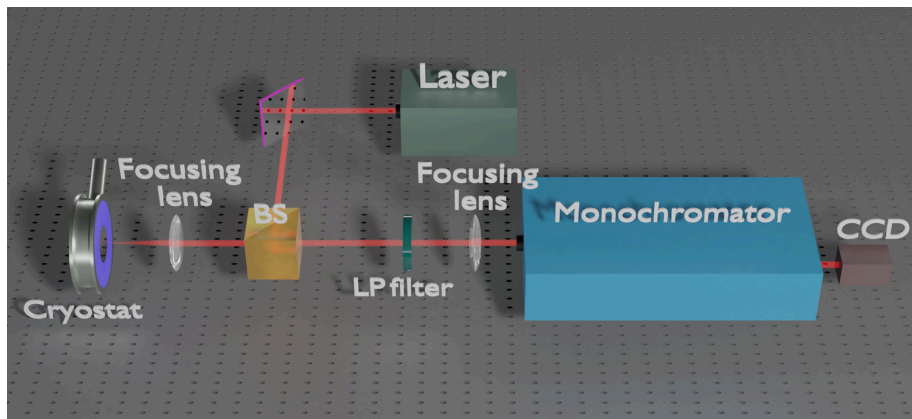 Laser
Focusing
lens
Focusing
lens
BS
Monochromator
CCD
LP filter
Cryostat